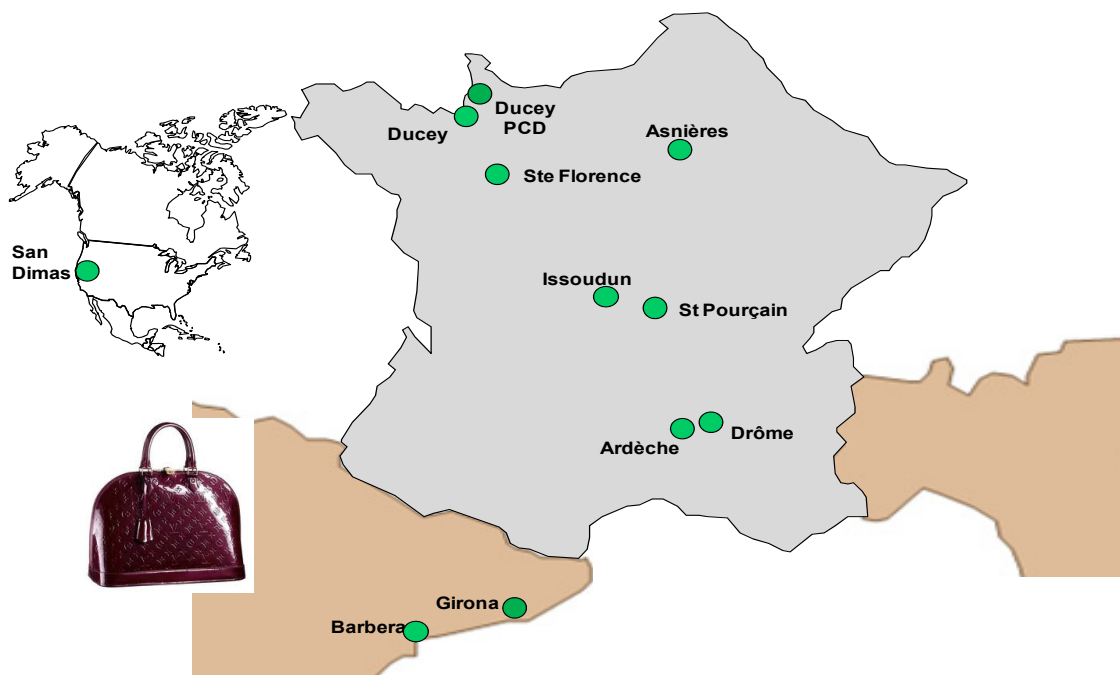 Ducey
PCD
Ducey
Asnières
Ste Florence
San
Dimas
Issoudun
St Pourçain
Drôme
Ardèche
Girona
Barbera